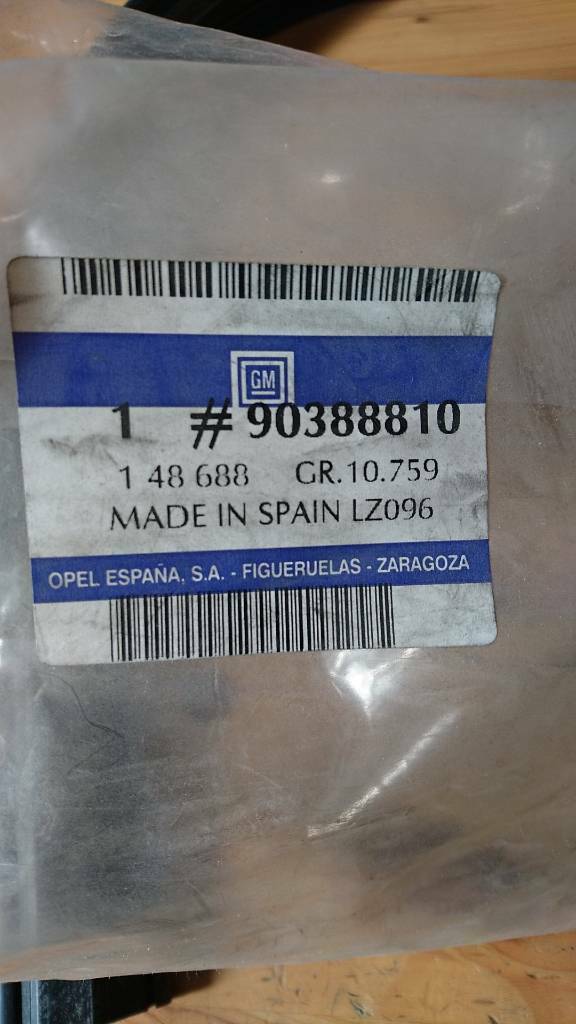 GM
1 # 90388810
1 48 688 GR.10.759
MADE IN SPAIN LZ096
OPEL ESPAÑA, S.A. - FIGUERUELAS - ZARAGOZA